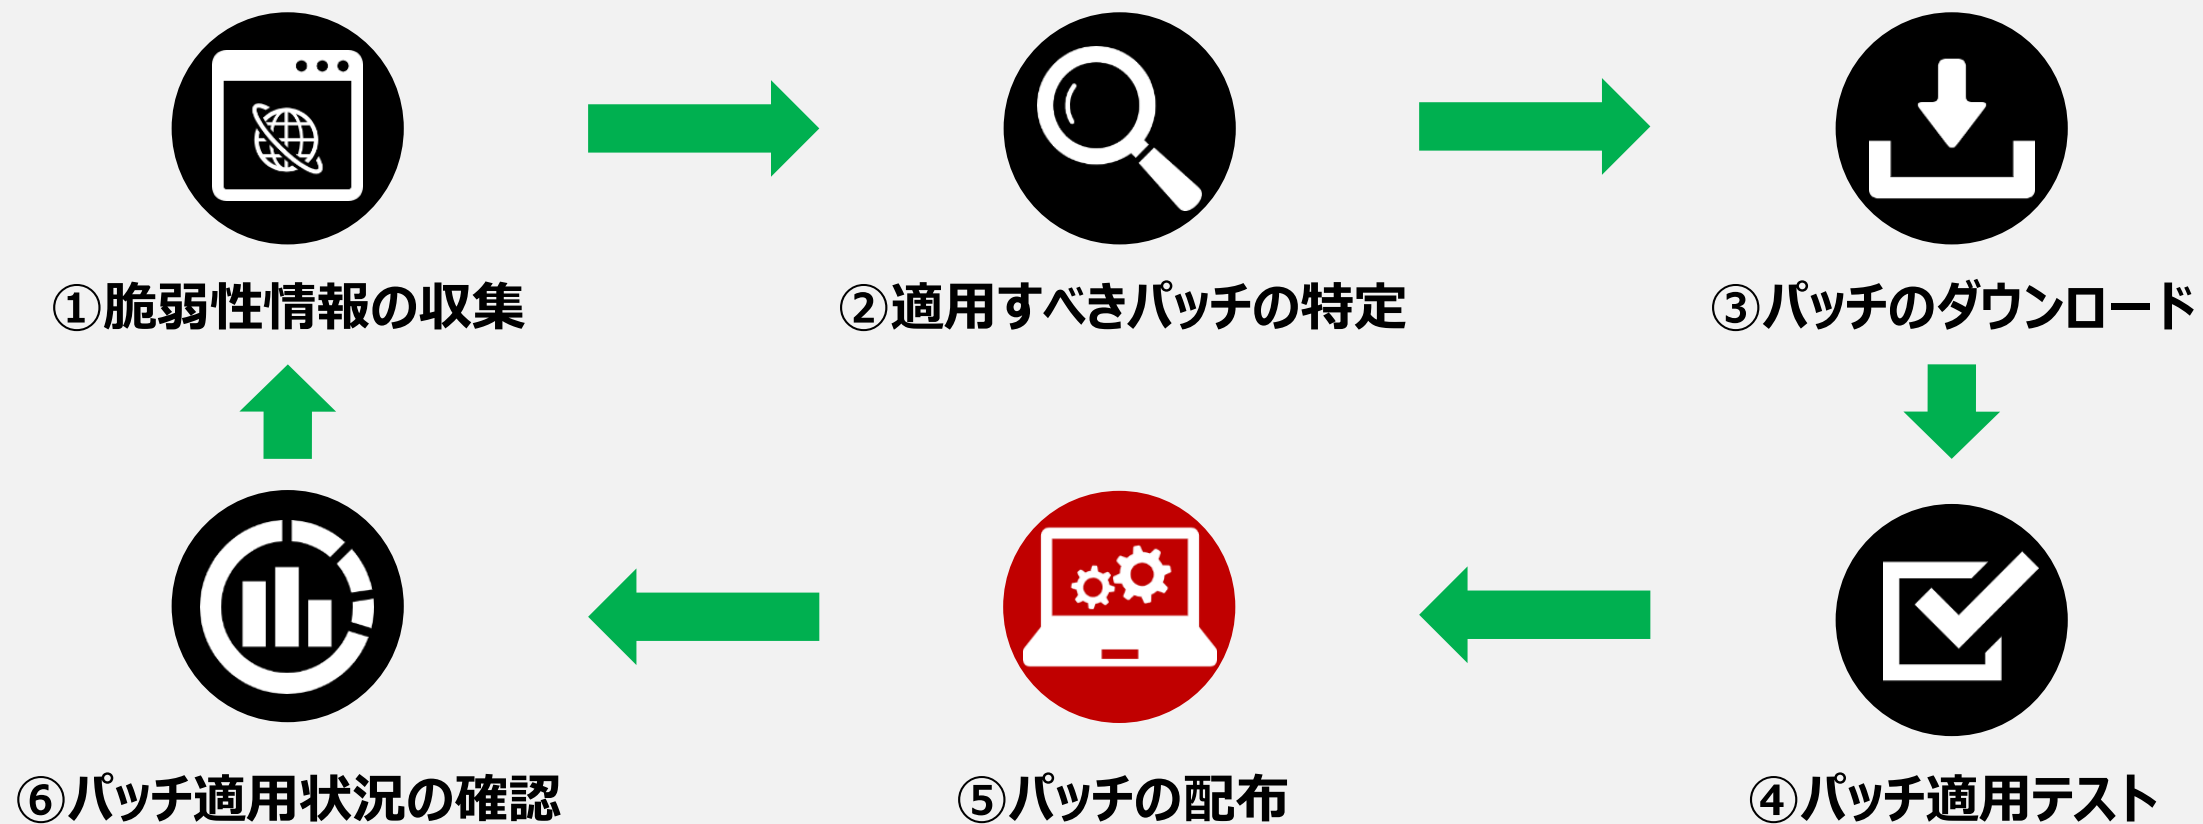 ①脆弱性情報の収集
②適用すべきパッチの特定
③パッチのダウンロード
④パッチ適用テスト
⑤パッチの配布
⑥パッチ適用状況の確認